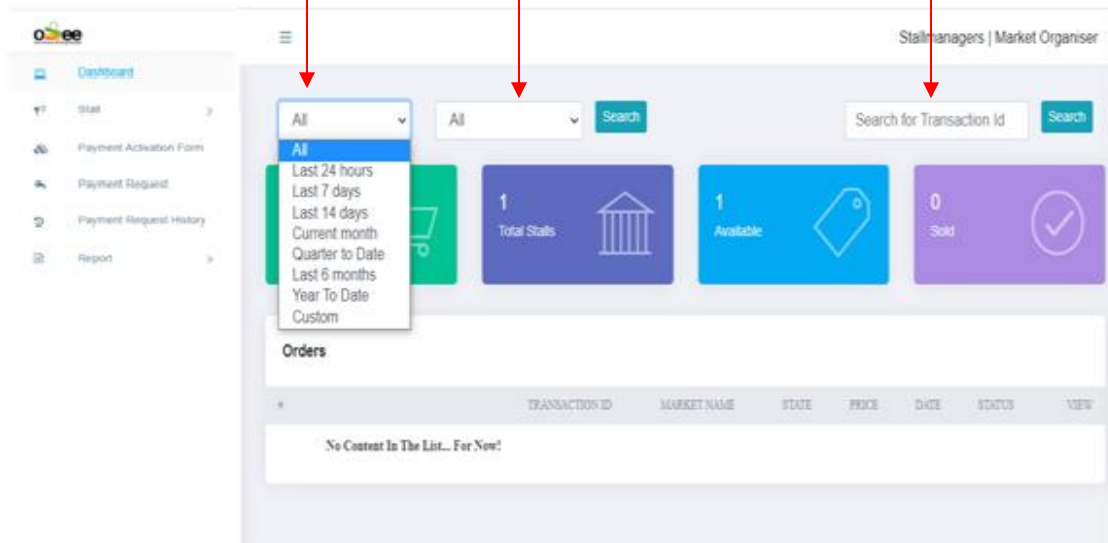 oZee
Stallmanagers | Market Organiser
Dashboard
Stall
Payment Activation Form
Payment Request
Payment Request History
Report
All
All
Search
Search for Transaction Id
Search
All
Last 24 hours
Last 7 days
Last 14 days
Current month
Quarter to Date
Last 6 months
Year To Date
Custom
1
Total Stalls
1
Available
0
Sold
Orders
# TRANSACTION ID MARKET NAME STATE PRICE DATE STATUS VIEW
No Content In The List... For Now!